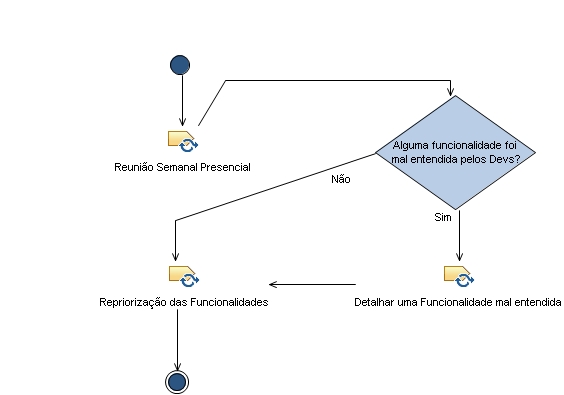 Alguma funcionalidade foi
mal entendida pelos Devs?
Reunião Semanal Presencial
Não
Sim
Repriorização das Funcionalidades
Detalhar uma Funcionalidade mal entendida